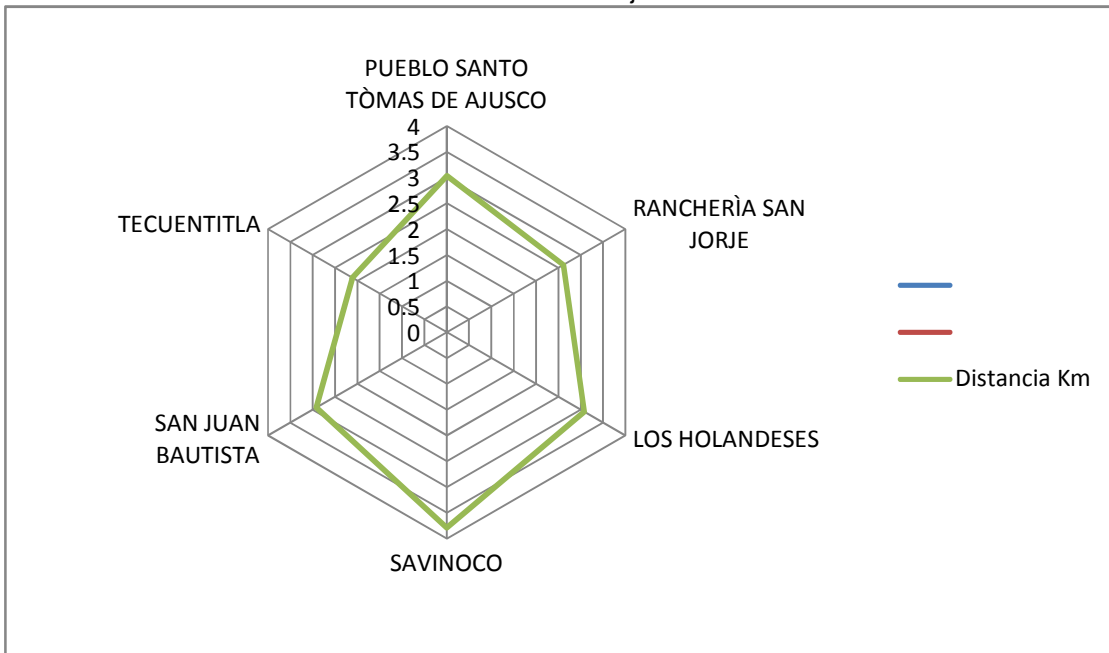 PUEBLO SANTO
TÒMAS DE AJUSCO
4
3.5
3
2.5
2
1.5
1
0.5
0
RANCHERÌA SAN
JORJE
LOS HOLANDESES
SAVINOCO
SAN JUAN
BAUTISTA
TECUENTITLA
Distancia Km